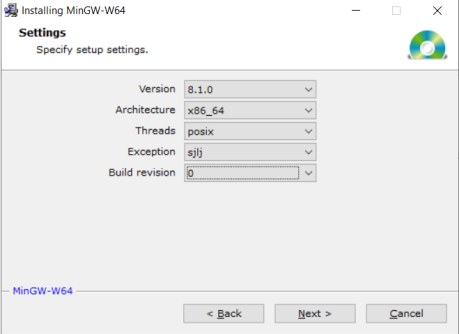 Installing MinGW-W64
Settings
Specify setup settings.
Version 8.1.0
Architecture x86_64
Threads posix
Exception sjlj
Build revision 0
MinGW-W64
< Back Next > Cancel